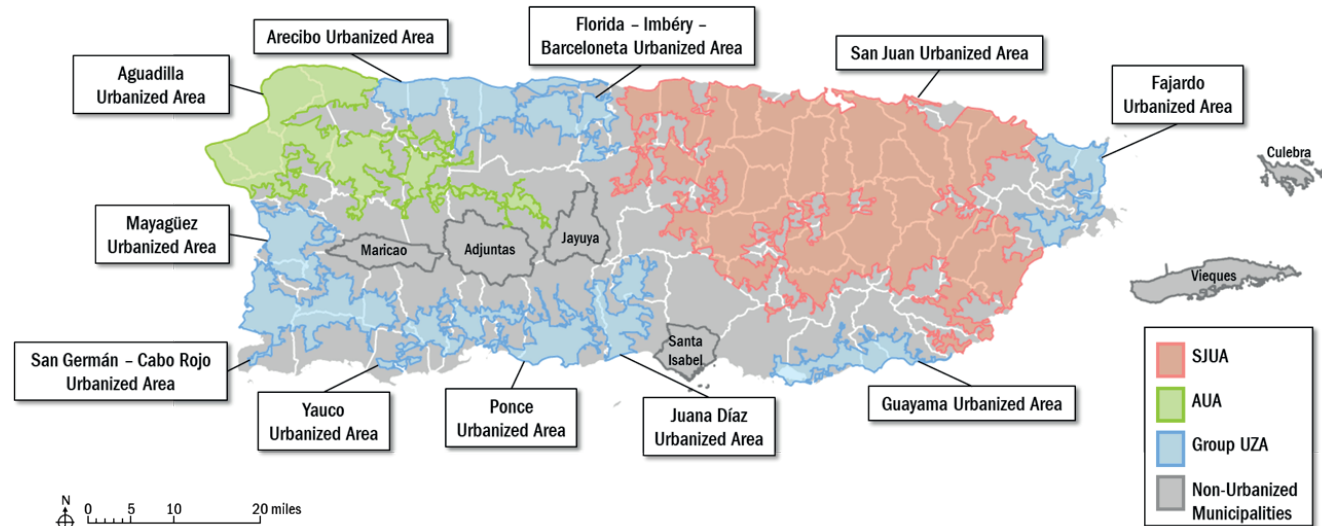 Florida – Imbéry –
Barceloneta Urbanized Area
Arecibo Urbanized Area
San Juan Urbanized Area
Aguadilla
Urbanized Area
Fajardo
Urbanized Area
Culebra
Mayagüez
Urbanized Area
Maricao
Adjuntas
Jayuya
Vieques
Santa
Isabel
San Germán – Cabo Rojo
Urbanized Area
Yauco
Urbanized Area
Ponce
Urbanized Area
Juana Díaz
Urbanized Area
Guayama Urbanized Area
SJUA
AUA
Group UZA
Non-Urbanized
Municipalities
N
0 5 10 20 miles